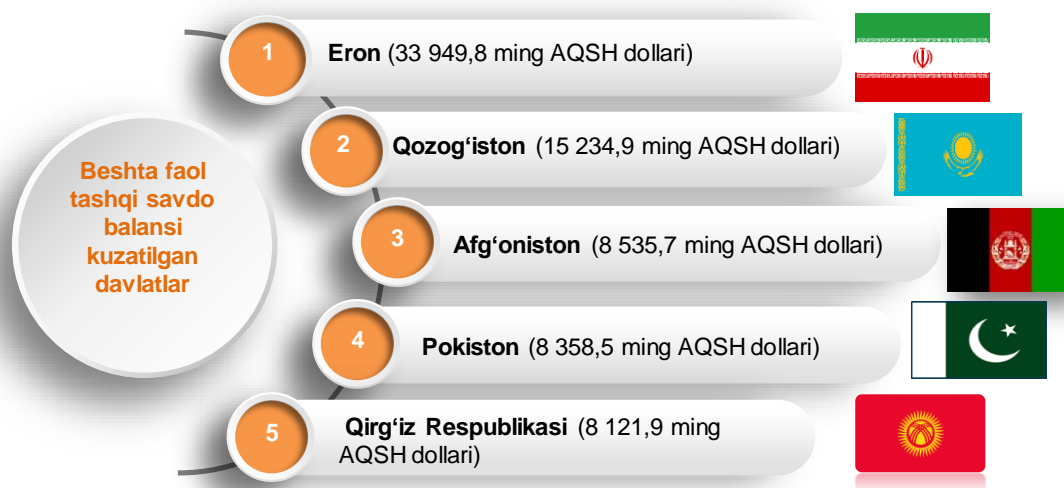 Beshta faol
tashqi savdo
balansi
kuzatilgan
davlatlar
1
Eron (33 949,8 ming AQSH dollari)
2
Qozog‘iston (15 234,9 ming AQSH dollari)
3
Afg‘oniston (8 535,7 ming AQSH dollari)
4
Pokiston (8 358,5 ming AQSH dollari)
5
Qirg‘iz Respublikasi (8 121,9 ming
AQSH dollari)